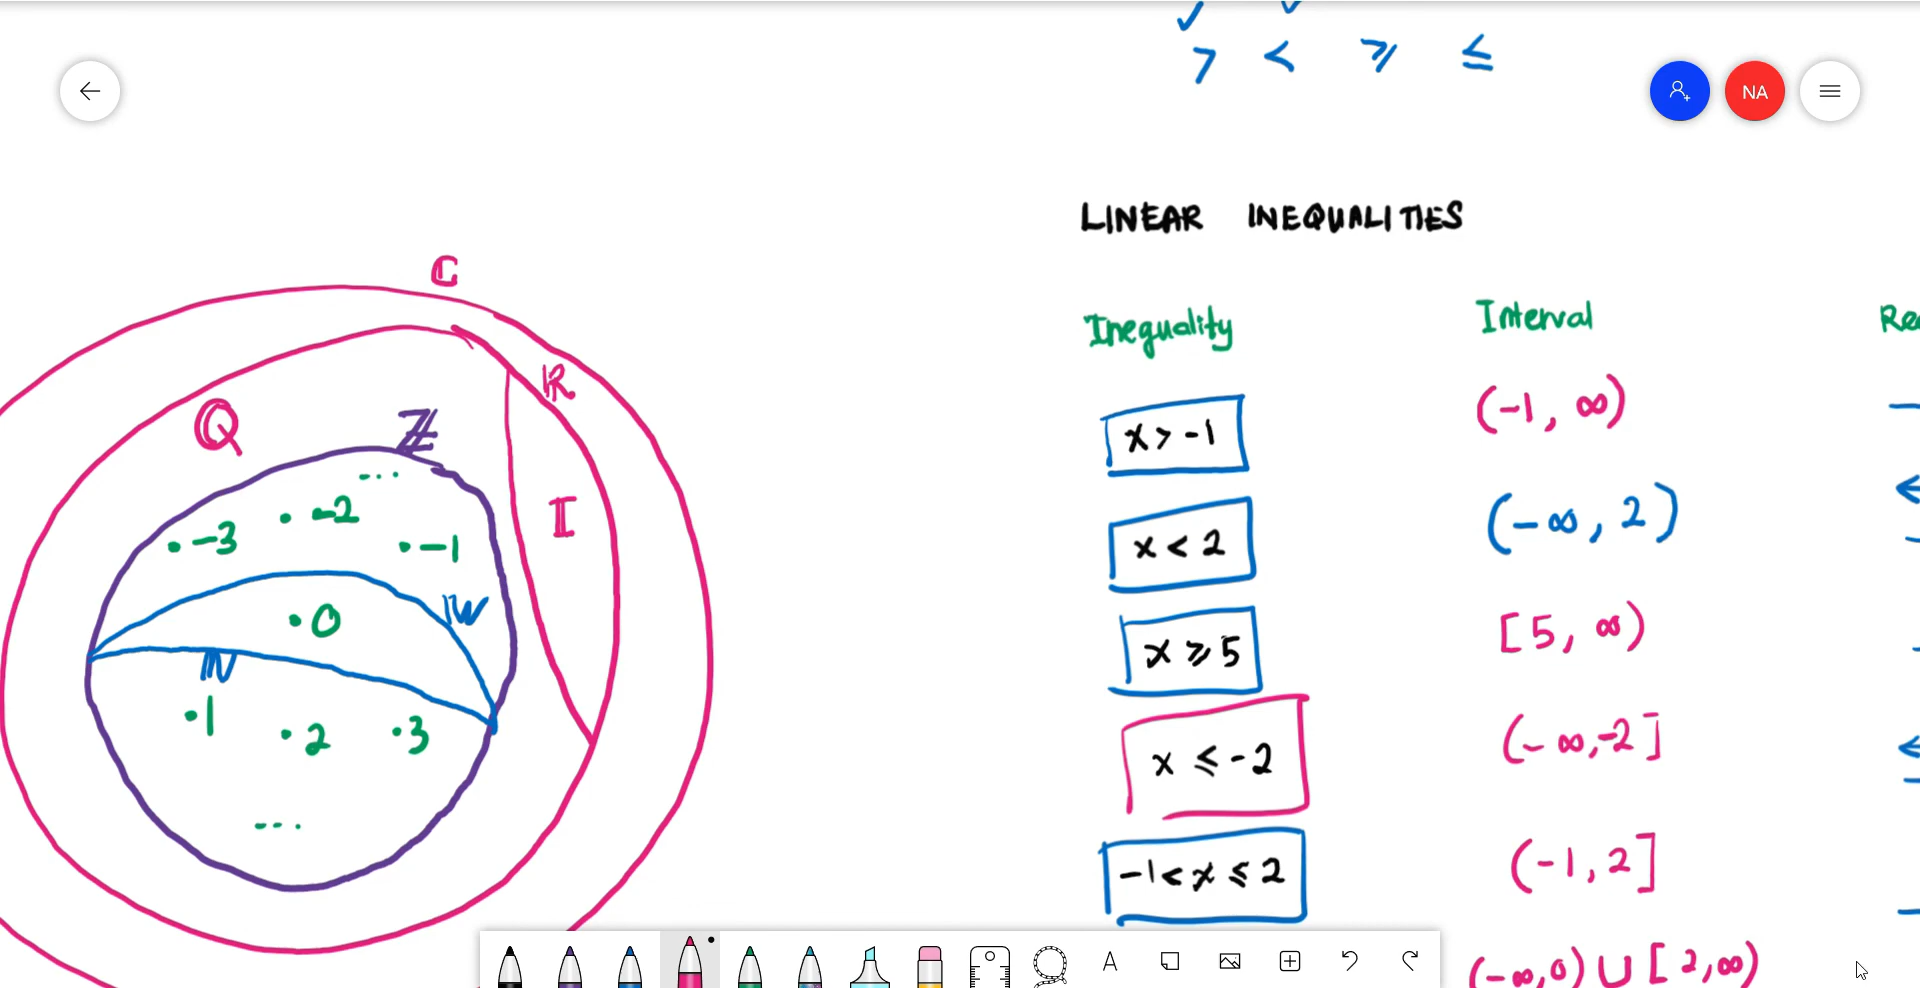 > < ⩾ ≤
NA
LINEAR INEQUALITIES
Inequality Interval
x > -1 (-1, ∞)
x < 2 (-∞, 2)
x ⩾ 5 [5, ∞)
x ⩽ -2 (-∞,-2]
-1 < x ⩽ 2 (-1, 2]
(-∞,0) U [2,∞)
ℂ
ℝ
ℚ
ℤ
...
-3 -2 -1
𝕀
0 𝕎
ℕ
1 2 3
...
A